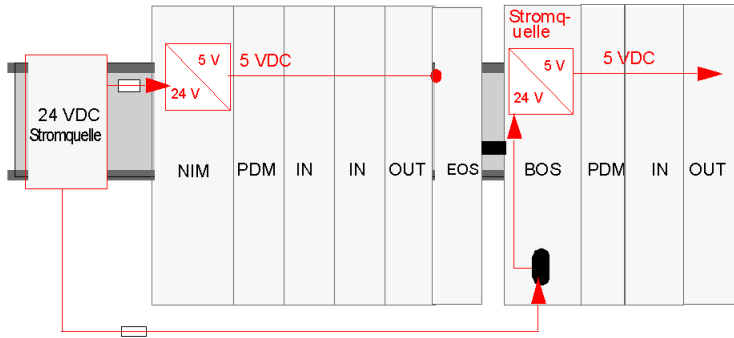 Stromq-
uelle
5 V
5 VDC
24 V
5 V
5 VDC
24 V
24 VDC
Stromquelle
NIM
PDM
IN
IN
OUT
EOS
BOS
PDM
IN
OUT